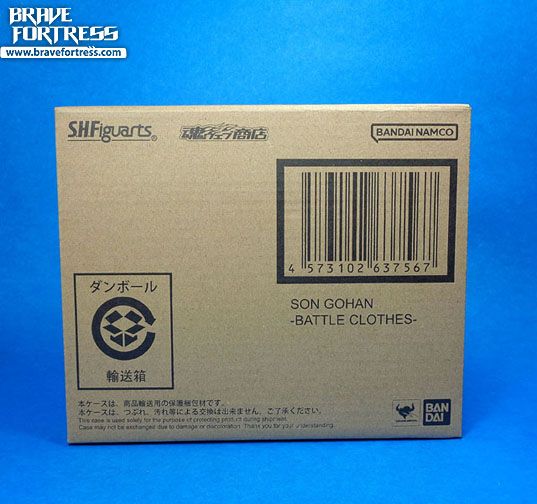 BRAVE
FORTRESS
www.bravefortress.com
S.H.Figuarts®
魂ウェブ商店
BANDAI NAMCO
4 573102 637567
SON GOHAN
-BATTLE CLOTHES-
ダンボール
輸送箱
本ケースは、商品輸送用の保護梱包材です。
本ケースは、つぶれ、汚れ等による交換は出来ません。ご了承ください。
This case is used solely for the purpose of protecting product during shipment.
Case may not be exchanged due to damage or discoloration. Thank you for your understanding.
BAN
DAI